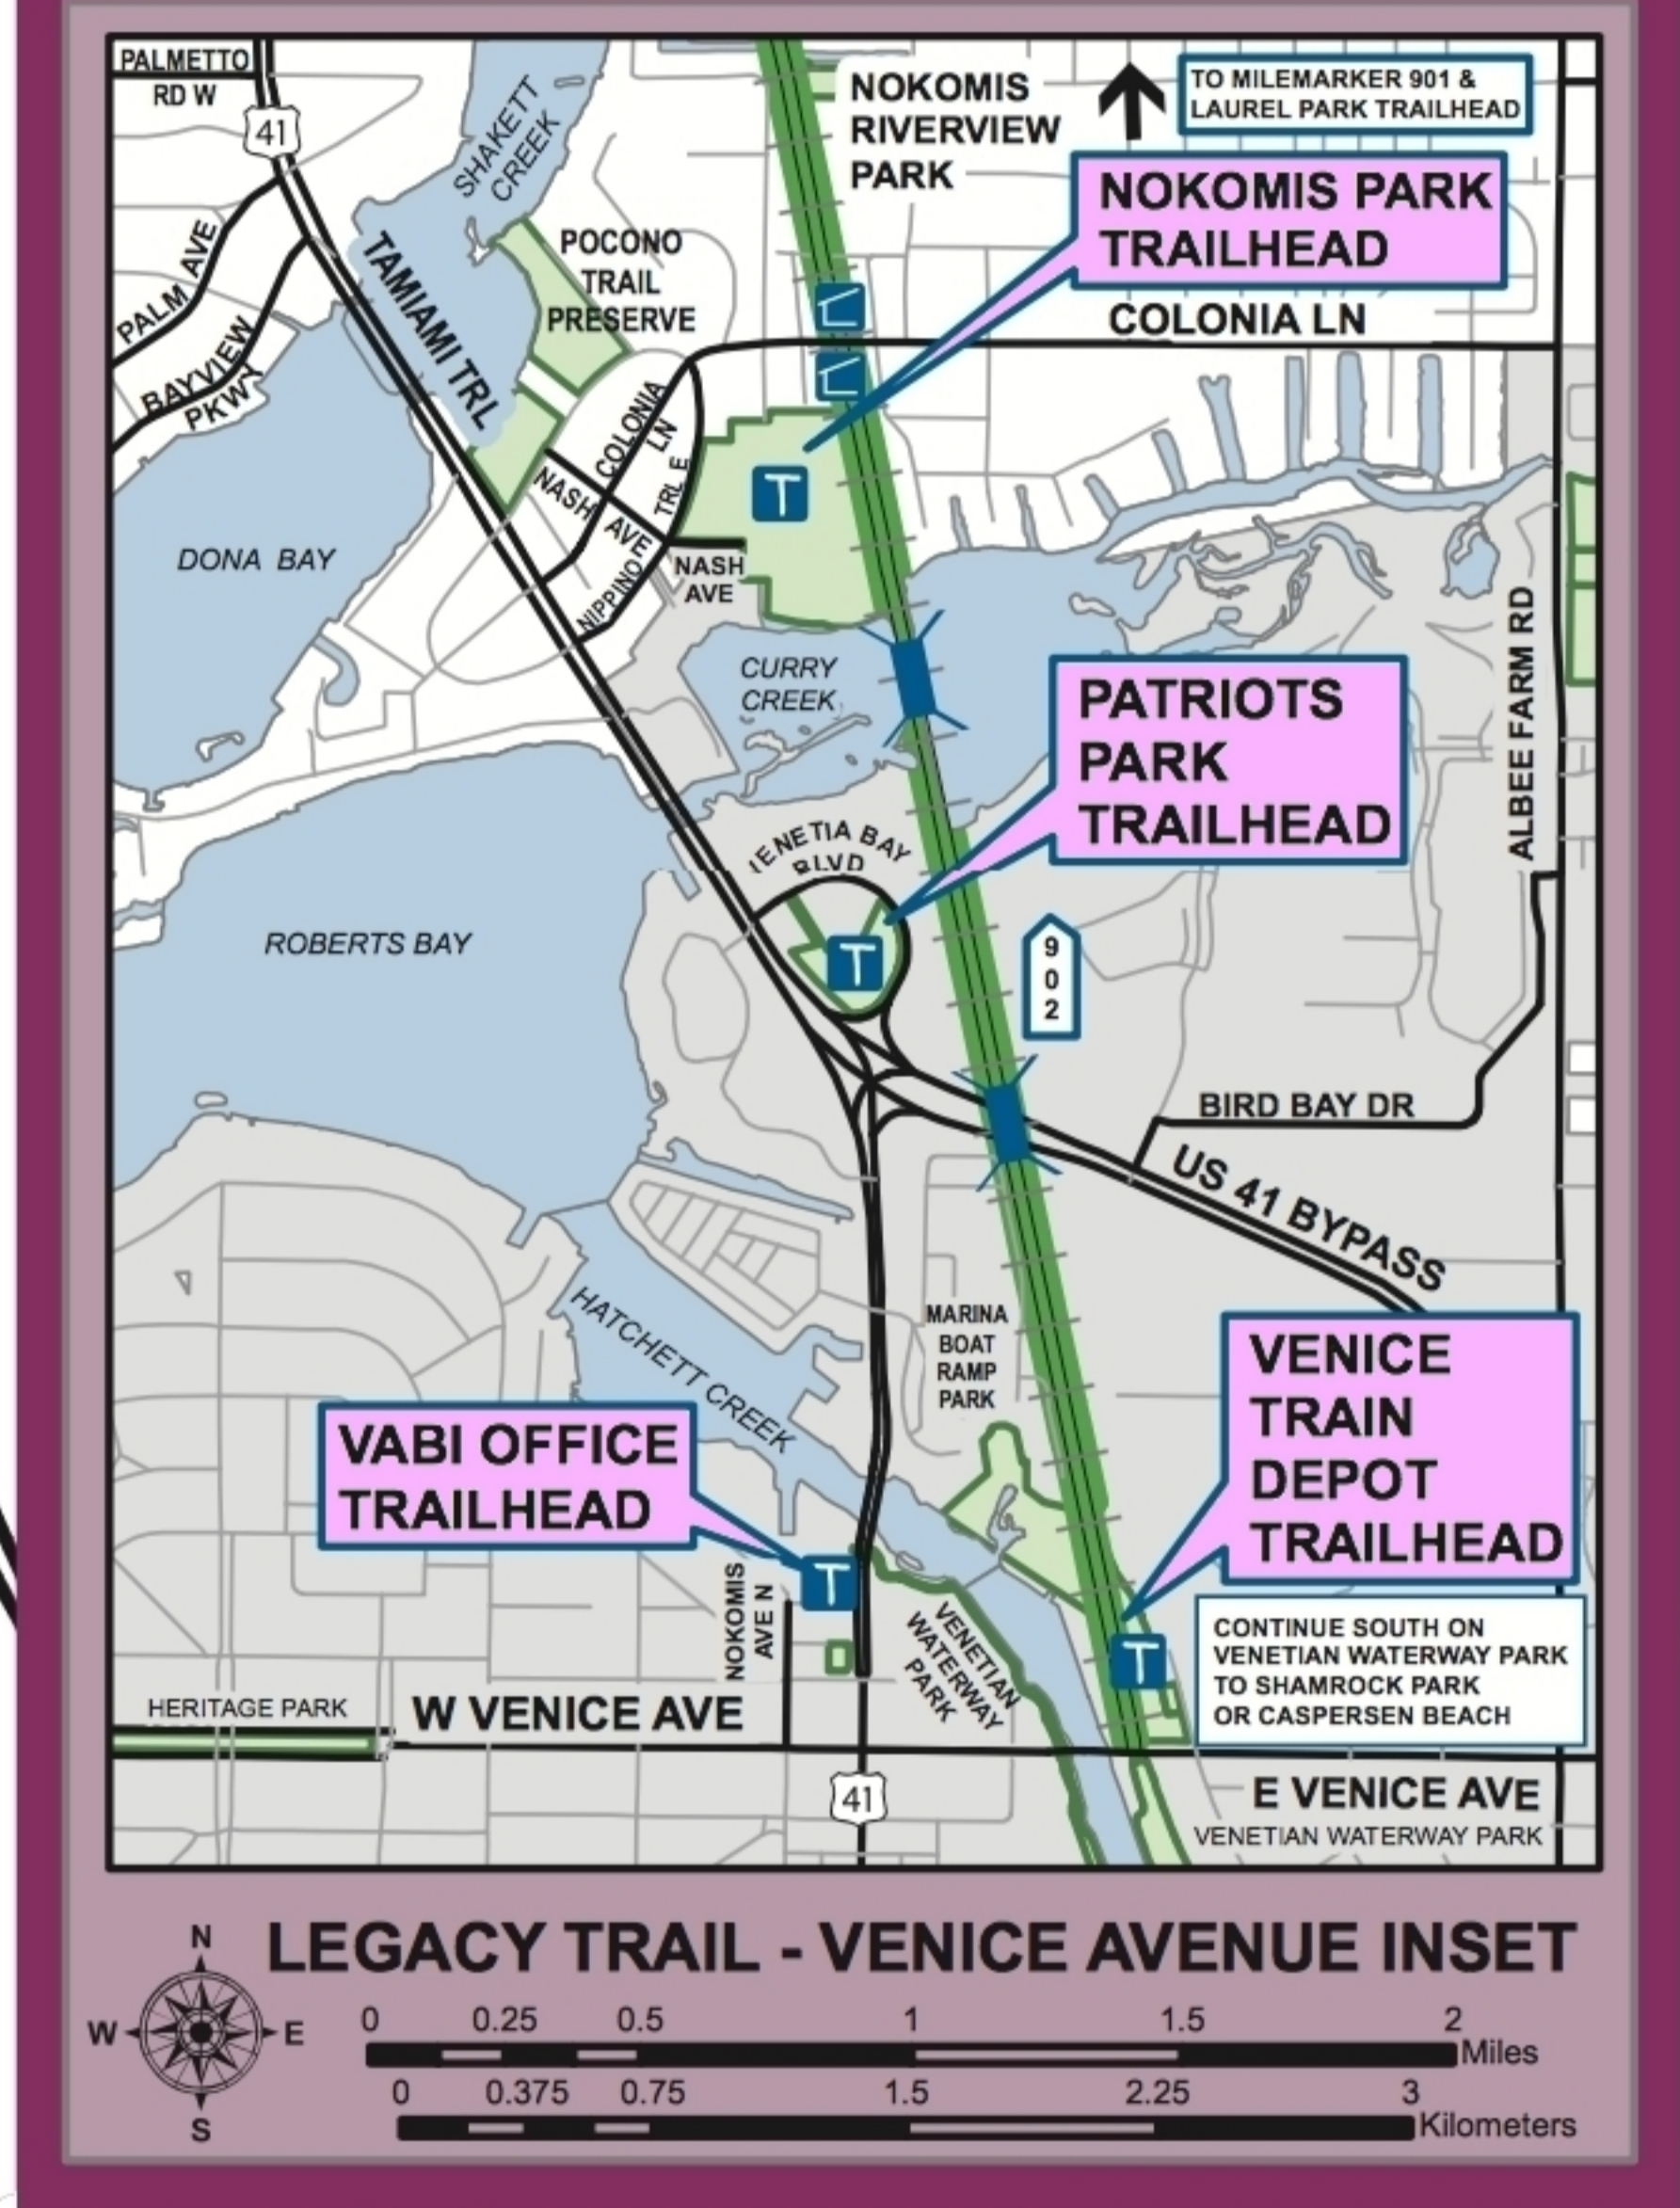 PALMETTO
RD W
41
SHAKETT
CREEK
NOKOMIS
RIVERVIEW
PARK
TO MILEMARKER 901 &
LAUREL PARK TRAILHEAD
NOKOMIS PARK
TRAILHEAD
PALM AVE
BAYVIEW
PKWY
TAMIAMI TRL
POCONO
TRAIL
PRESERVE
COLONIA LN
COLONIA
LN
NASH AVE
NIPPINO TRL E
T
NASH
AVE
DONA BAY
CURRY
CREEK
PATRIOTS
PARK
TRAILHEAD
ALBEE FARM RD
ENETIA BAY
BLVD
T
902
ROBERTS BAY
BIRD BAY DR
US 41 BYPASS
HATCHETT CREEK
MARINA
BOAT
RAMP
PARK
VENICE
TRAIN
DEPOT
TRAILHEAD
VABI OFFICE
TRAILHEAD
T
NOKOMIS
AVE N
VENETIAN
WATERWAY
PARK
T
CONTINUE SOUTH ON
VENETIAN WATERWAY PARK
TO SHAMROCK PARK
OR CASPERSEN BEACH
HERITAGE PARK
W VENICE AVE
41
E VENICE AVE
VENETIAN WATERWAY PARK
LEGACY TRAIL - VENICE AVENUE INSET
N
W E
S
0 0.25 0.5 1 1.5 2
Miles
0 0.375 0.75 1.5 2.25 3
Kilometers